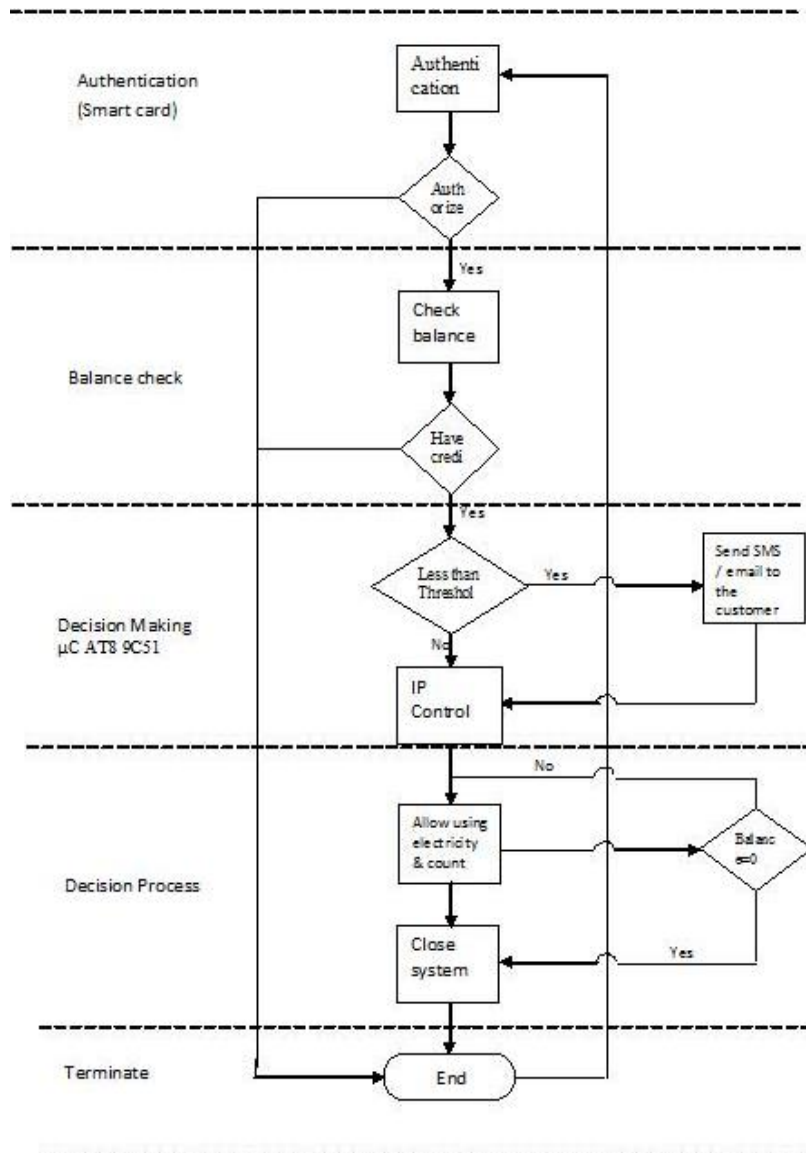 Authentication
(Smart card)
Authenti
cation
Auth
orize
Yes
Check
balance
Balance check
Have
credi
Yes
Less than
Threshol
Yes
Send SMS
/ email to
the
customer
Decision Making
µC AT8 9C51
No
IP
Control
No
Allow using
electricity
& count
Balanc
e=0
Decision Process
Close
system
Yes
Terminate
End